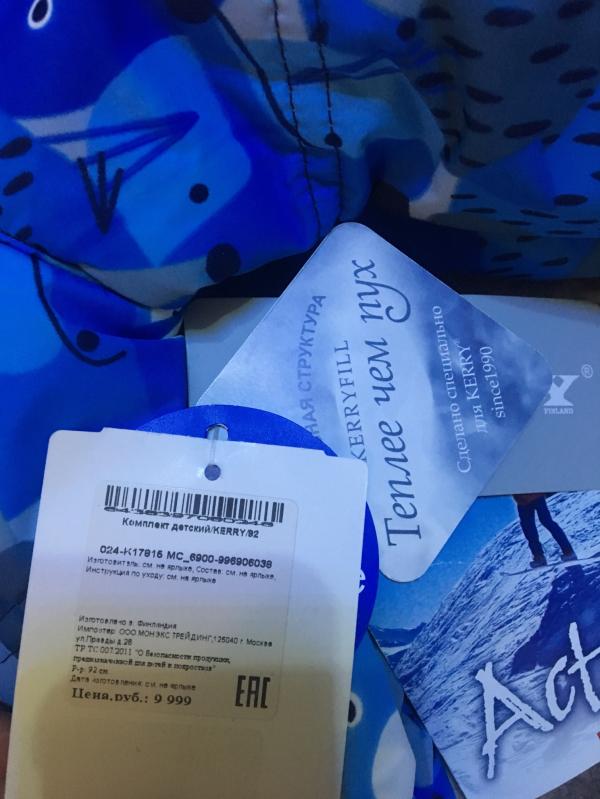 НАЯ СТРУКТУРА
KERRYFILL
Теплее чем пух
Сделано специально
для KERRY
since1990
®
FINLAND
Комплект детский/KERRY/92
024-K17815 MC_6900-996906038
Изготовитель: см. на ярлыке, Состав: см. на ярлыке,
Инструкция по уходу: см. на ярлыке
Изготовлено в: Финляндия
Импортер: ООО МОНЭКС ТРЕЙДИНГ,125040 г. Москва
ул.Правды д.26
ТР ТС 007/2011 "О безопасности продукции,
предназначенной для детей и подростков"
Р-р: 92 см.
Дата изготовления: см. на ярлыке
Цена,руб.: 9 999
EAC
Act